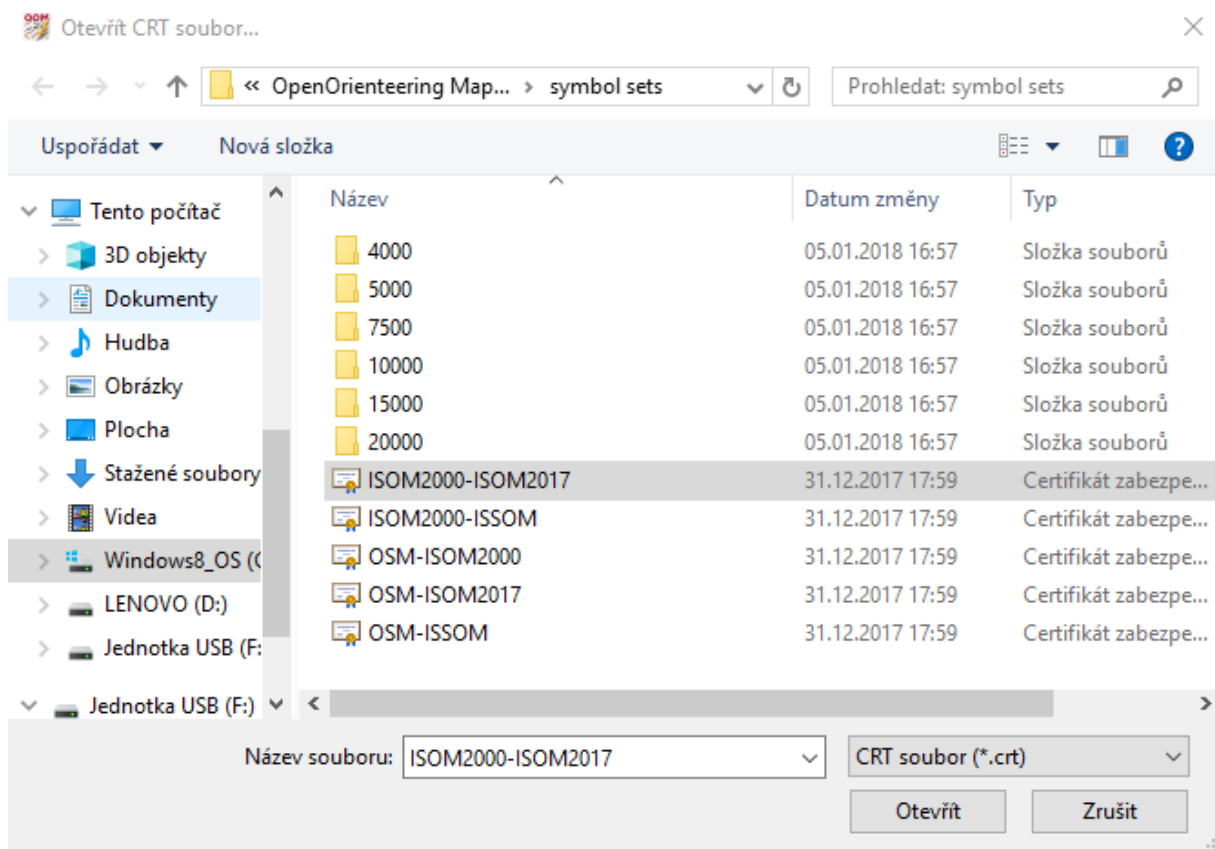 Otevřít CRT soubor...
« OpenOrienteering Map... › symbol sets
Prohledat: symbol sets
Uspořádat
Nová složka
Název Datum změny Typ
Tento počítač
3D objekty
Dokumenty
Hudba
Obrázky
Plocha
Stažené soubory
Videa
Windows8_OS (C
LENOVO (D:)
Jednotka USB (F:
Jednotka USB (F:)
4000 05.01.2018 16:57 Složka souborů
5000 05.01.2018 16:57 Složka souborů
7500 05.01.2018 16:57 Složka souborů
10000 05.01.2018 16:57 Složka souborů
15000 05.01.2018 16:57 Složka souborů
20000 05.01.2018 16:57 Složka souborů
ISOM2000-ISOM2017 31.12.2017 17:59 Certifikát zabezpe...
ISOM2000-ISSOM 31.12.2017 17:59 Certifikát zabezpe...
OSM-ISOM2000 31.12.2017 17:59 Certifikát zabezpe...
OSM-ISOM2017 31.12.2017 17:59 Certifikát zabezpe...
OSM-ISSOM 31.12.2017 17:59 Certifikát zabezpe...
Název souboru: ISOM2000-ISOM2017
CRT soubor (*.crt)
Otevřít Zrušit